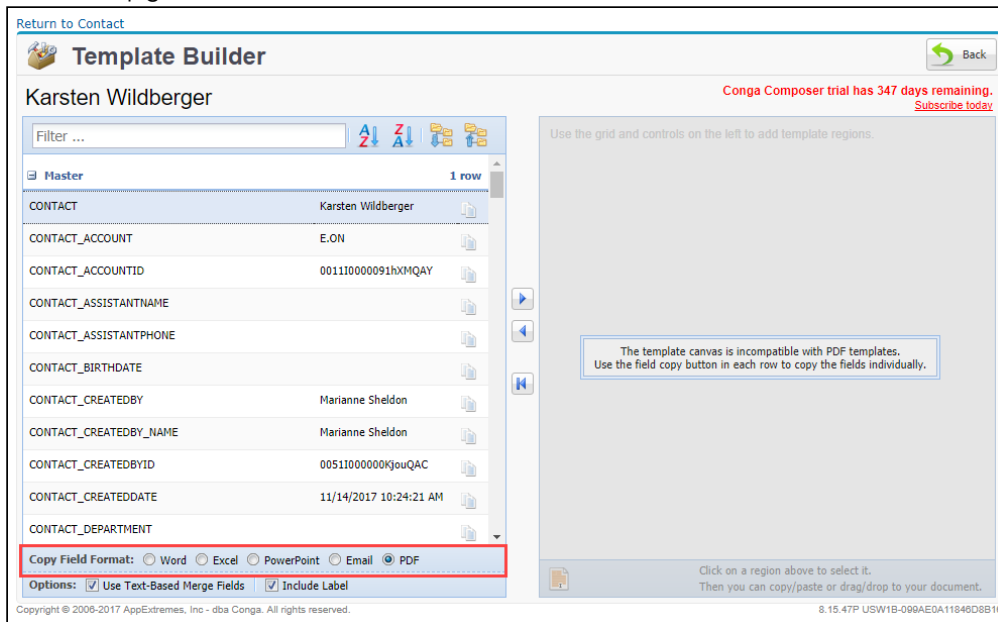 Return to Contact
Template Builder
Back
Karsten Wildberger
Conga Composer trial has 347 days remaining.
Subscribe today
Filter ...
A Z
Z A
Use the grid and controls on the left to add template regions.
Master 1 row
CONTACT Karsten Wildberger
CONTACT_ACCOUNT E.ON
CONTACT_ACCOUNTID 0011I0000091hXMQAY
CONTACT_ASSISTANTNAME
CONTACT_ASSISTANTPHONE
CONTACT_BIRTHDATE
CONTACT_CREATEDBY Marianne Sheldon
CONTACT_CREATEDBY_NAME Marianne Sheldon
CONTACT_CREATEDBYID 0051I000000KjouQAC
CONTACT_CREATEDDATE 11/14/2017 10:24:21 AM
CONTACT_DEPARTMENT
The template canvas is incompatible with PDF templates.
Use the field copy button in each row to copy the fields individually.
Copy Field Format: Word Excel PowerPoint Email PDF
Options: Use Text-Based Merge Fields Include Label
Click on a region above to select it.
Then you can copy/paste or drag/drop to your document.
Copyright © 2006-2017 AppExtremes, Inc - dba Conga. All rights reserved.
8.15.47P USW1B-099AE0A11846D8B16